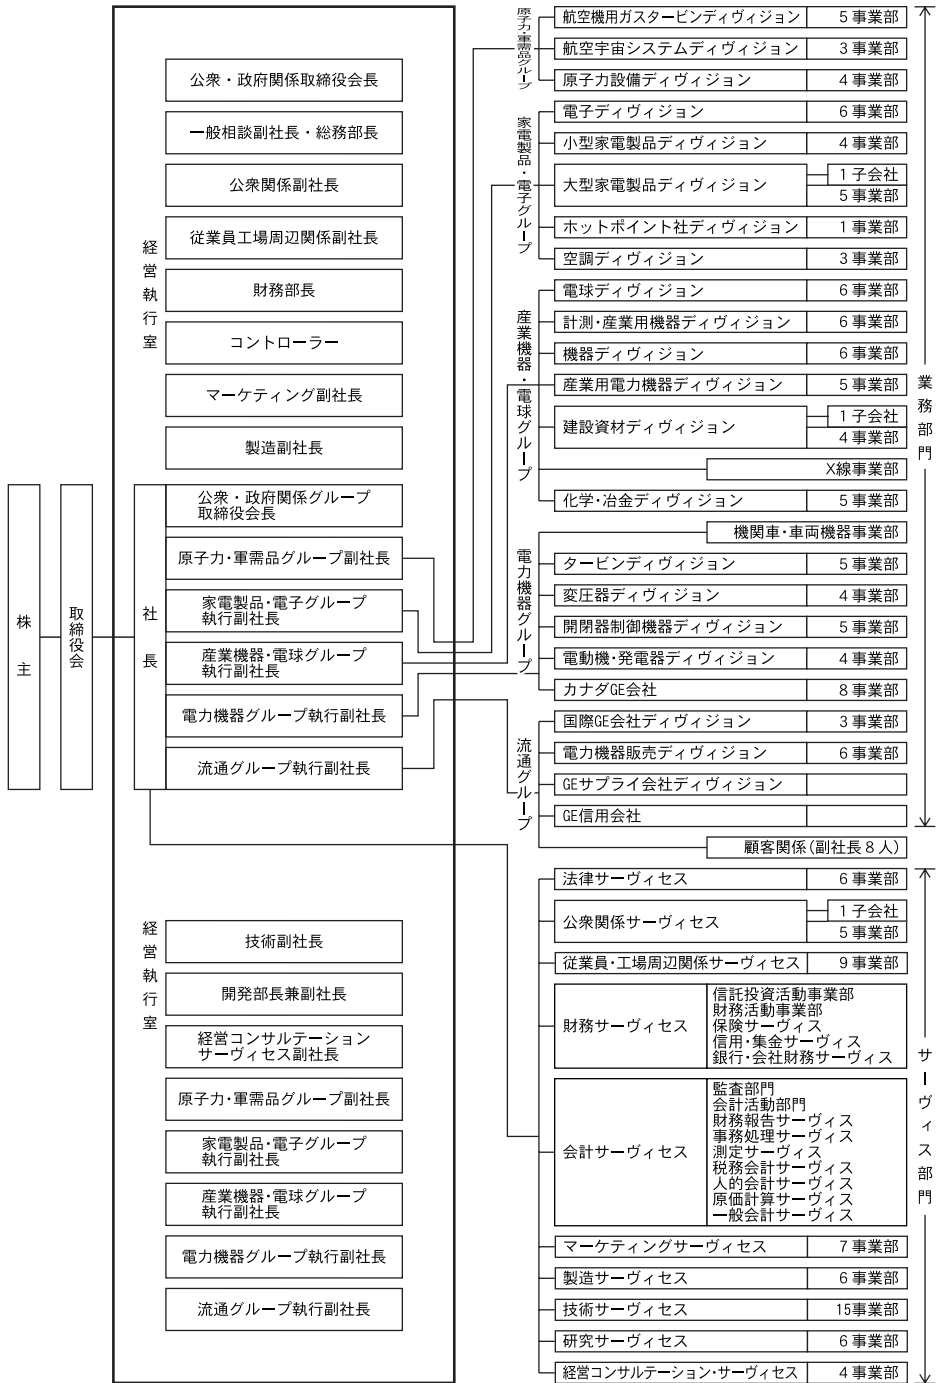 株主
取締役会
経営執行室
公衆・政府関係取締役会長
一般相談副社長・総務部長
公衆関係副社長
従業員工場周辺関係副社長
財務部長
コントローラー
マーケティング副社長
製造副社長
社長
公衆・政府関係グループ
取締役会長
原子力・軍需品グループ副社長
家電製品・電子グループ
執行副社長
産業機器・電球グループ
執行副社長
電力機器グループ執行副社長
流通グループ執行副社長
経営執行室
技術副社長
開発部長兼副社長
経営コンサルテーション
サーヴィセス副社長
原子力・軍需品グループ副社長
家電製品・電子グループ
執行副社長
産業機器・電球グループ
執行副社長
電力機器グループ執行副社長
流通グループ執行副社長
原子力・軍需品グループ
航空機用ガスタービンディヴィジョン 5事業部
航空宇宙システムディヴィジョン 3事業部
原子力設備ディヴィジョン 4事業部
家電製品・電子グループ
電子ディヴィジョン 6事業部
小型家電製品ディヴィジョン 4事業部
大型家電製品ディヴィジョン 1子会社
5事業部
ホットポイント社ディヴィジョン 1事業部
空調ディヴィジョン 3事業部
産業機器・電球グループ
電球ディヴィジョン 6事業部
計測・産業用機器ディヴィジョン 6事業部
機器ディヴィジョン 6事業部
産業用電力機器ディヴィジョン 5事業部
建設資材ディヴィジョン 1子会社
4事業部
X線事業部
化学・冶金ディヴィジョン 5事業部
電力機器グループ
機関車・車両機器事業部
タービンディヴィジョン 5事業部
変圧器ディヴィジョン 4事業部
開閉器制御機器ディヴィジョン 5事業部
電動機・発電器ディヴィジョン 4事業部
カナダGE会社 8事業部
流通グループ
国際GE会社ディヴィジョン 3事業部
電力機器販売ディヴィジョン 6事業部
GEサプライ会社ディヴィジョン
GE信用会社
顧客関係(副社長8人)
業務部門
法律サーヴィセス 6事業部
公衆関係サーヴィセス 1子会社
5事業部
従業員・工場周辺関係サーヴィセス 9事業部
財務サーヴィセス
信託投資活動事業部
財務活動事業部
保険サーヴィス
信用・集金サーヴィス
銀行・会社財務サーヴィス
会計サーヴィセス
監査部門
会計活動部門
財務報告サーヴィス
事務処理サーヴィス
測定サーヴィス
税務会計サーヴィス
人的会計サーヴィス
原価計算サーヴィス
一般会計サーヴィス
マーケティングサーヴィセス 7事業部
製造サーヴィセス 6事業部
技術サーヴィセス 15事業部
研究サーヴィセス 6事業部
経営コンサルテーション・サーヴィセス 4事業部
サーヴィス部門